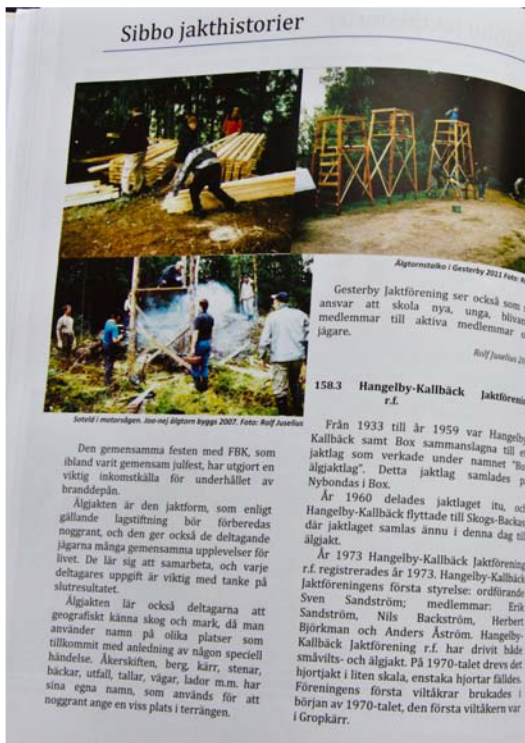 Sibbo jakthistorier
Älgtornstalko i Gesterby 2011 Foto:
Soteld i motorsågen. Joo-nej älgtorn byggs 2007. Foto: Rolf Juselius
Den gemensamma festen med FBK, som
ibland varit gemensam julfest, har utgjort en
viktig inkomstkälla för underhållet av
branddepån.
Älgjakten är den jaktform, som enligt
gällande lagstiftning bör förberedas
noggrant, och den ger också de deltagande
jägarna många gemensamma upplevelser för
livet. De lär sig att samarbeta, och varje
deltagares uppgift är viktig med tanke på
slutresultatet.
Älgjakten lär också deltagarna att
geografiskt känna skog och mark, då man
använder namn på olika platser som
tillkommit med anledning av någon speciell
händelse. Åkerskiften, berg, kärr, stenar,
bäckar, utfall, tallar, vägar, lador m.m. har
sina egna namn, som används för att
noggrant ange en viss plats i terrängen.
Gesterby Jaktförening ser också som
ansvar att skola nya, unga,
medlemmar till aktiva medlemmar
jägare.
Rolf Juselius
158.3 Hangelby-Kallbäck Jaktförening
r.f.
Från 1933 till år 1959 var Hangelby
Kallbäck samt Box sammanslagna till
jaktlag som verkade under namnet
älgjaktlag". Detta jaktlag samlades
Nybondas i Box.
År 1960 delades jaktlaget itu,
Hangelby-Kallbäck flyttade till Skogs-Backas
där jaktlaget samlas ännu i denna dag till
älgjakt.
År 1973 Hangelby-Kallbäck Jaktförening
r.f. registrerades år 1973. Hangelby-Kallbäck
Jaktföreningens första styrelse: ordförande
Sven Sandström; medlemmar: Erik
Sandström, Nils Backström, Herbert
Björkman och Anders Åström. Hangelby-
Kallbäck Jaktförening r.f. har drivit både
småvilts- och älgjakt. På 1970-talet drevs det
hjortjakt i liten skala, enstaka hjortar fälldes.
Föreningens första viltåkrar brukades i
början av 1970-talet, den första viltåkern var
i Gropkärr.